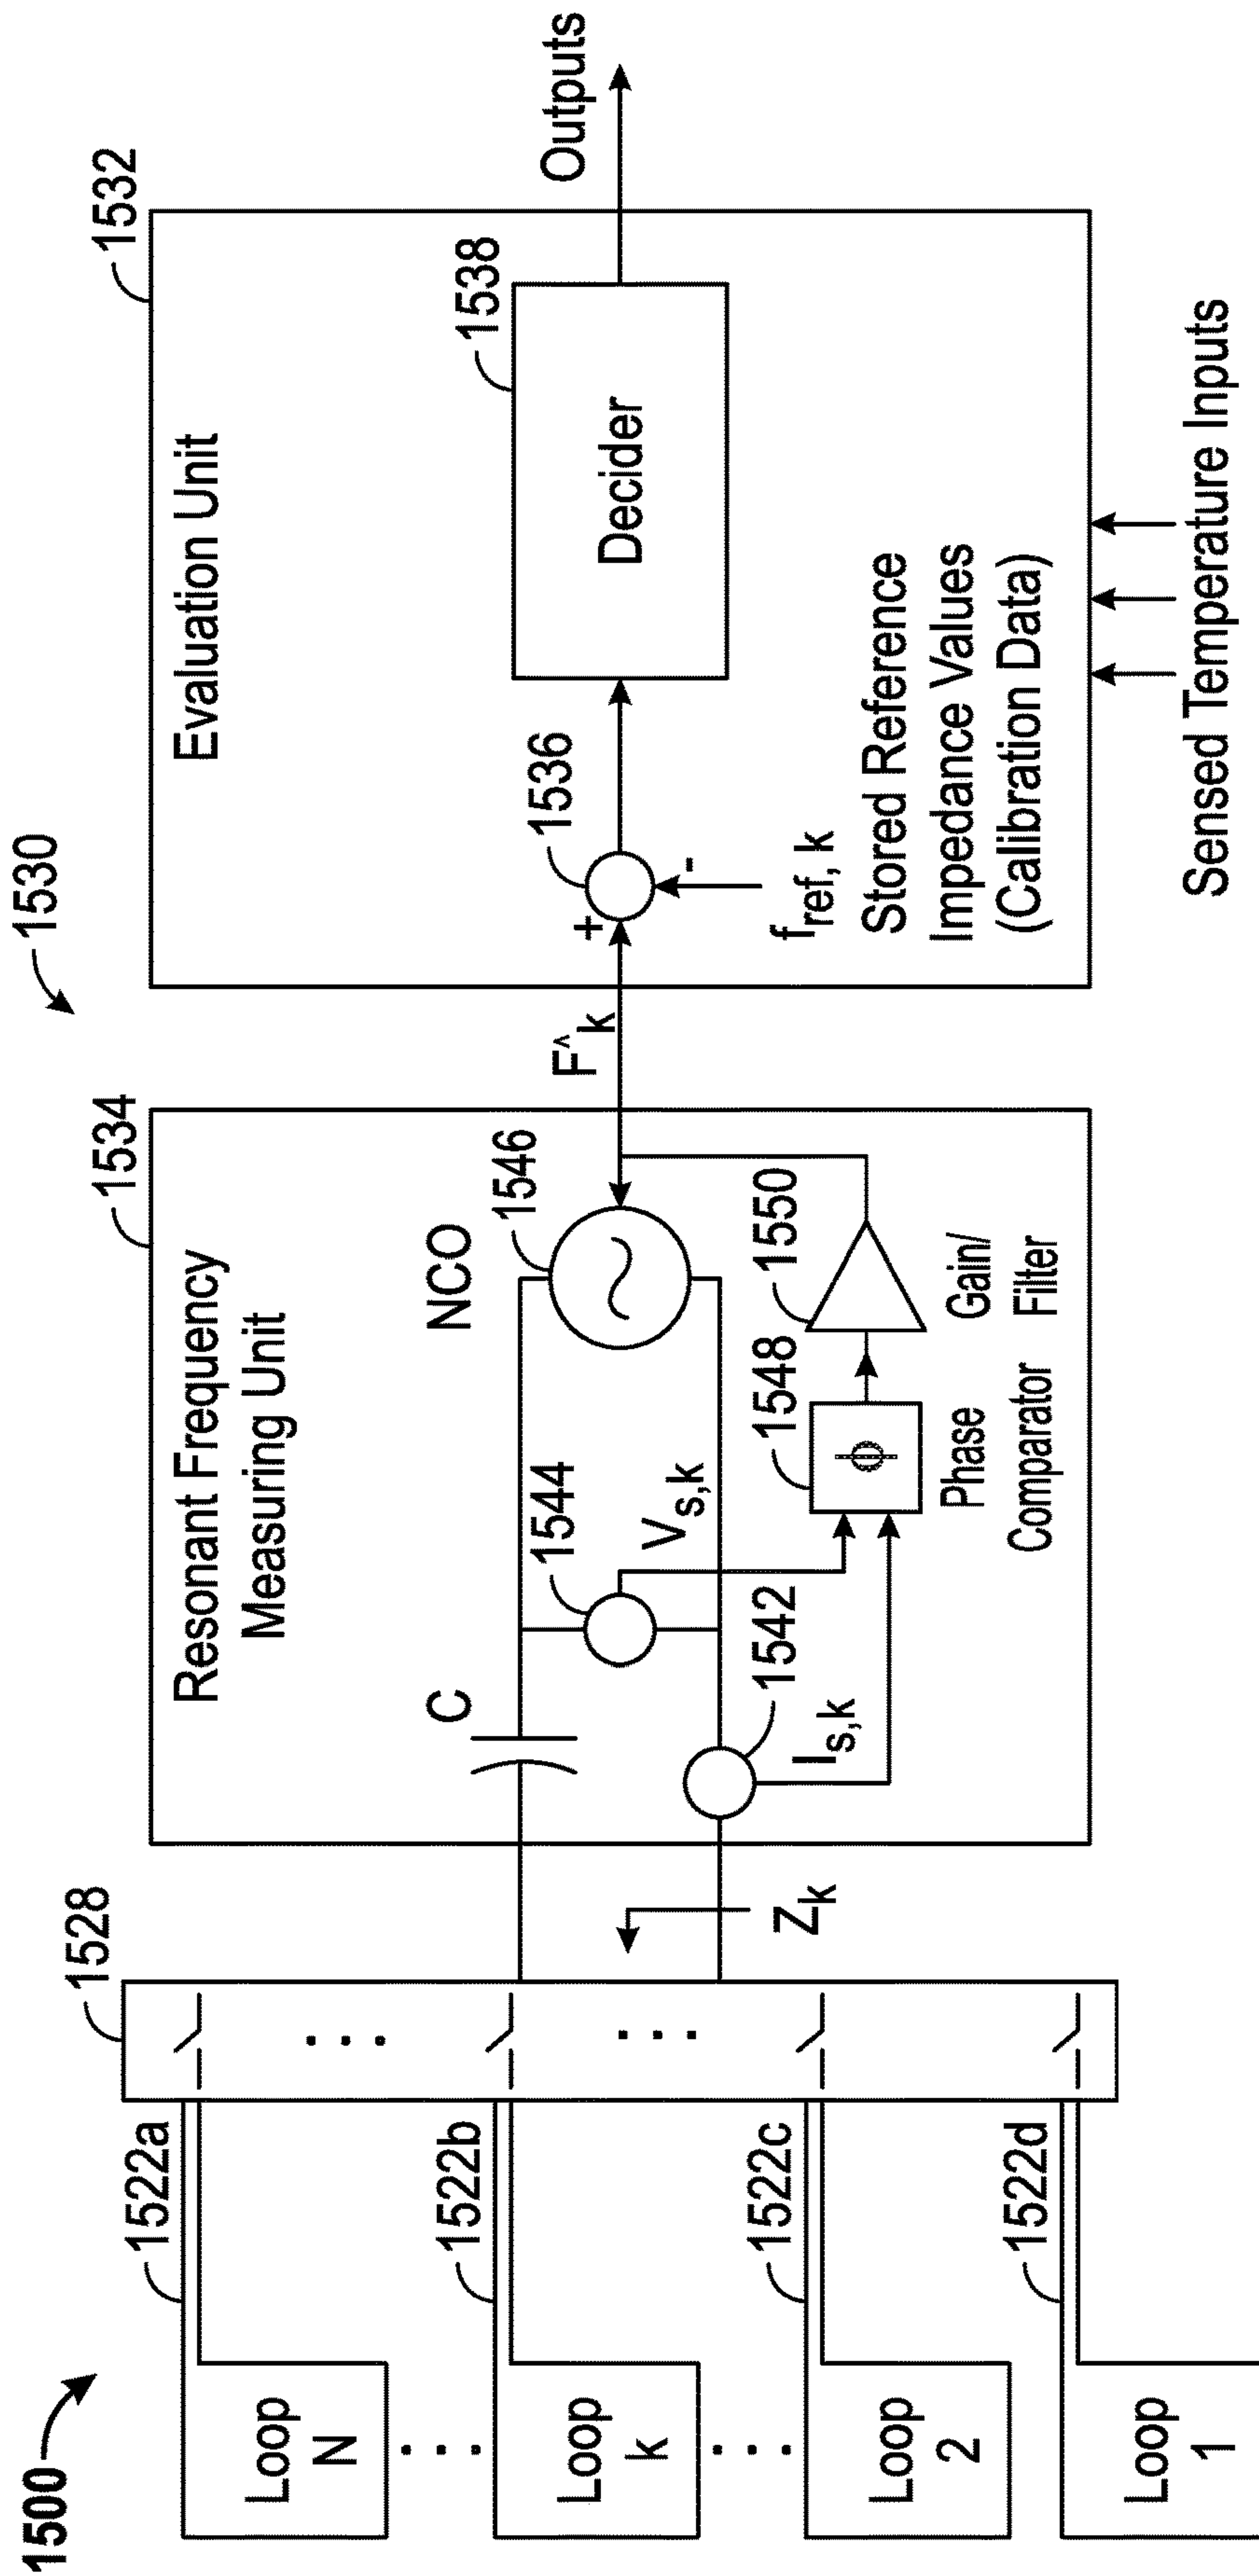 1500
1530
1522a
1522b
1522c
1522d
Loop
N
Loop
k
Loop
2
Loop
1
1528
Z_k
1534
Resonant Frequency
Measuring Unit
C
NCO
1544
1546
V_s,k
1542
I_s,k
1548
ϕ
Phase
Comparator
1550
Gain/
Filter
F^k
1532
Evaluation Unit
1536
+
-
f_ref, k
Stored Reference
Impedance Values
(Calibration Data)
1538
Decider
Outputs
Sensed Temperature Inputs